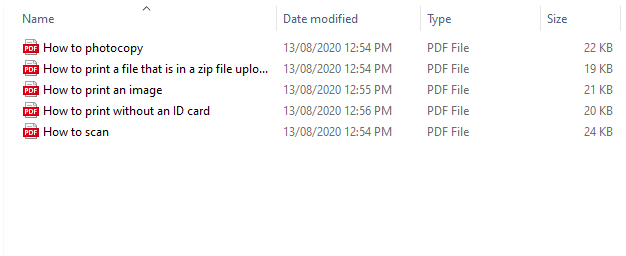 Name Date modified Type Size
PDF How to photocopy 13/08/2020 12:54 PM PDF File 22 KB
PDF How to print a file that is in a zip file uplo... 13/08/2020 12:54 PM PDF File 19 KB
PDF How to print an image 13/08/2020 12:55 PM PDF File 21 KB
PDF How to print without an ID card 13/08/2020 12:56 PM PDF File 20 KB
PDF How to scan 13/08/2020 12:54 PM PDF File 24 KB